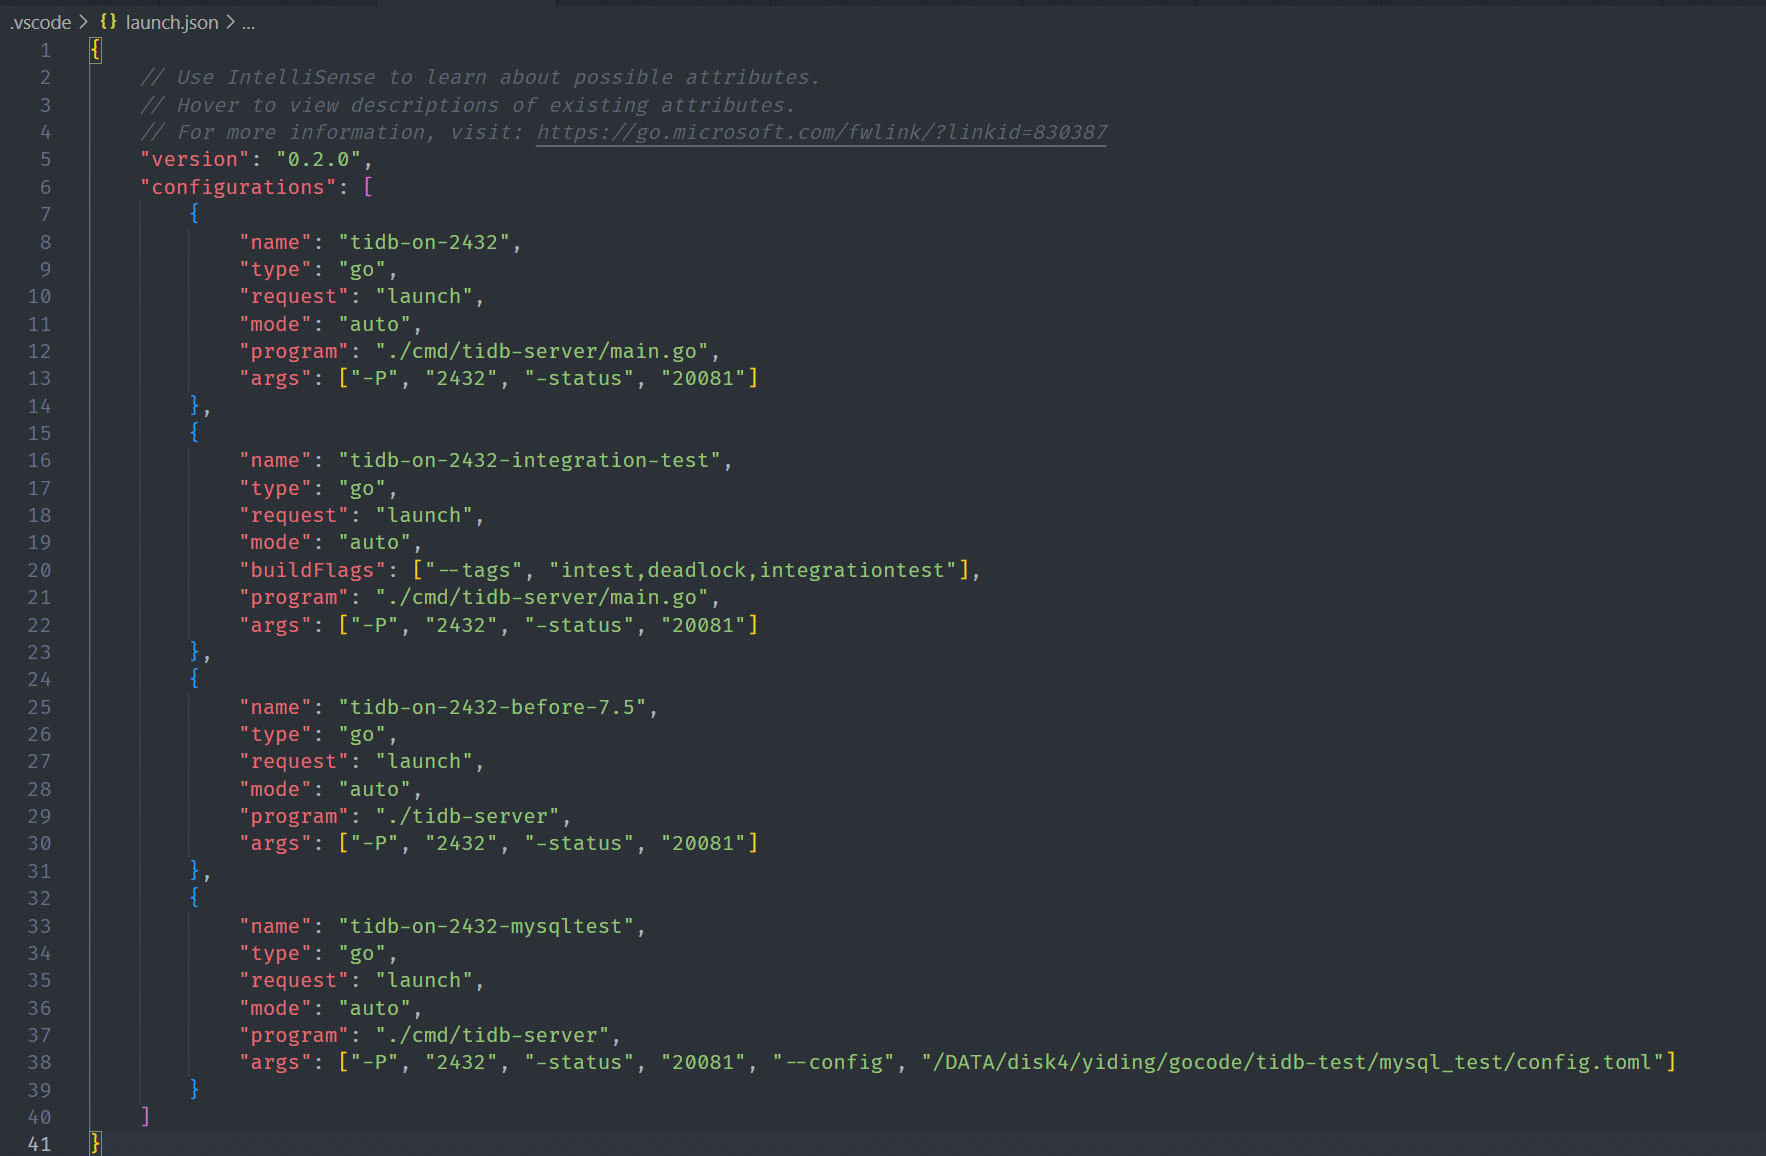 .vscode > {} launch.json > ...
1 {
2     // Use IntelliSense to learn about possible attributes.
3     // Hover to view descriptions of existing attributes.
4     // For more information, visit: https://go.microsoft.com/fwlink/?linkid=830387
5     "version": "0.2.0",
6     "configurations": [
7         {
8             "name": "tidb-on-2432",
9             "type": "go",
10             "request": "launch",
11             "mode": "auto",
12             "program": "./cmd/tidb-server/main.go",
13             "args": ["-P", "2432", "-status", "20081"]
14         },
15         {
16             "name": "tidb-on-2432-integration-test",
17             "type": "go",
18             "request": "launch",
19             "mode": "auto",
20             "buildFlags": ["--tags", "intest,deadlock,integrationtest"],
21             "program": "./cmd/tidb-server/main.go",
22             "args": ["-P", "2432", "-status", "20081"]
23         },
24         {
25             "name": "tidb-on-2432-before-7.5",
26             "type": "go",
27             "request": "launch",
28             "mode": "auto",
29             "program": "./tidb-server",
30             "args": ["-P", "2432", "-status", "20081"]
31         },
32         {
33             "name": "tidb-on-2432-mysqltest",
34             "type": "go",
35             "request": "launch",
36             "mode": "auto",
37             "program": "./cmd/tidb-server",
38             "args": ["-P", "2432", "-status", "20081", "--config", "/DATA/disk4/yiding/gocode/tidb-test/mysql_test/config.toml"]
39         }
40     ]
41 }